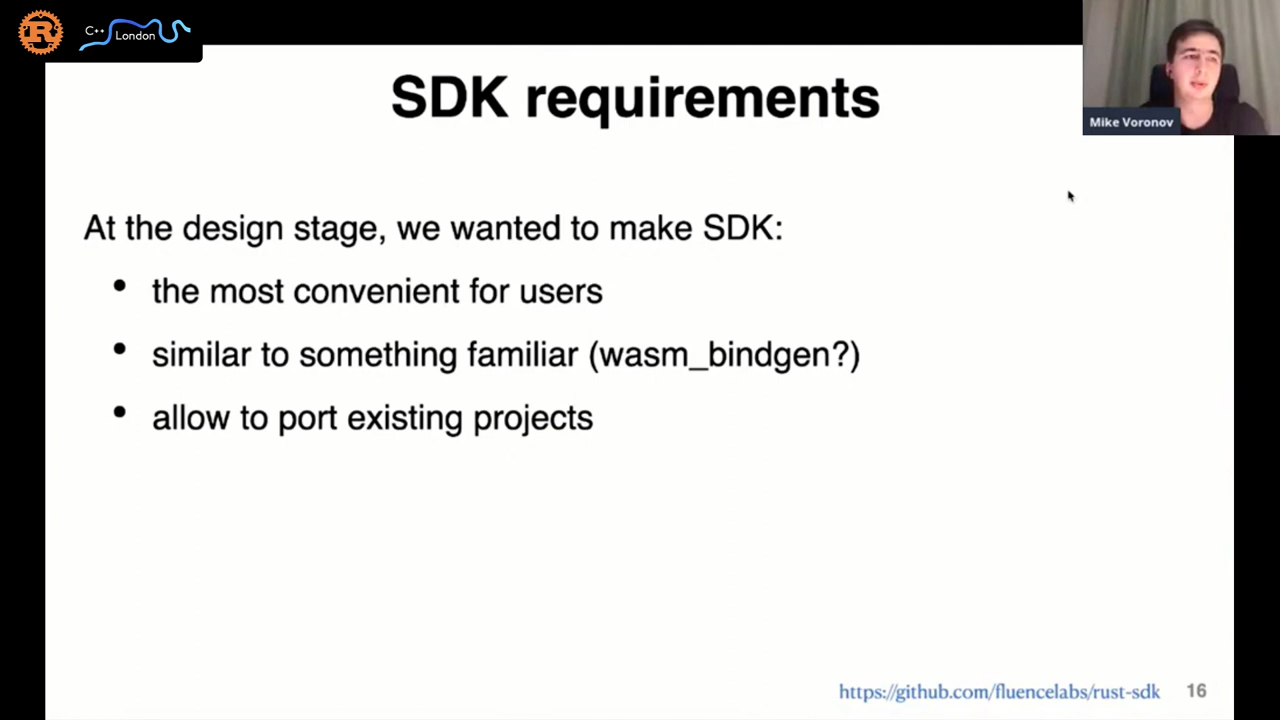 R
C++
London
SDK requirements
Mike Voronov
At the design stage, we wanted to make SDK:
• the most convenient for users
• similar to something familiar (wasm_bindgen?)
• allow to port existing projects
https://github.com/fluencelabs/rust-sdk 16